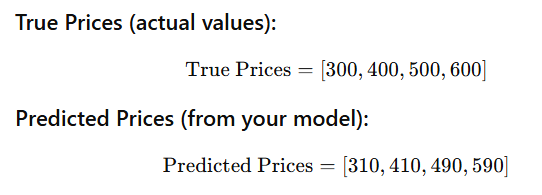 True Prices (actual values):
True Prices = [300, 400, 500, 600]
Predicted Prices (from your model):
Predicted Prices = [310, 410, 490, 590]